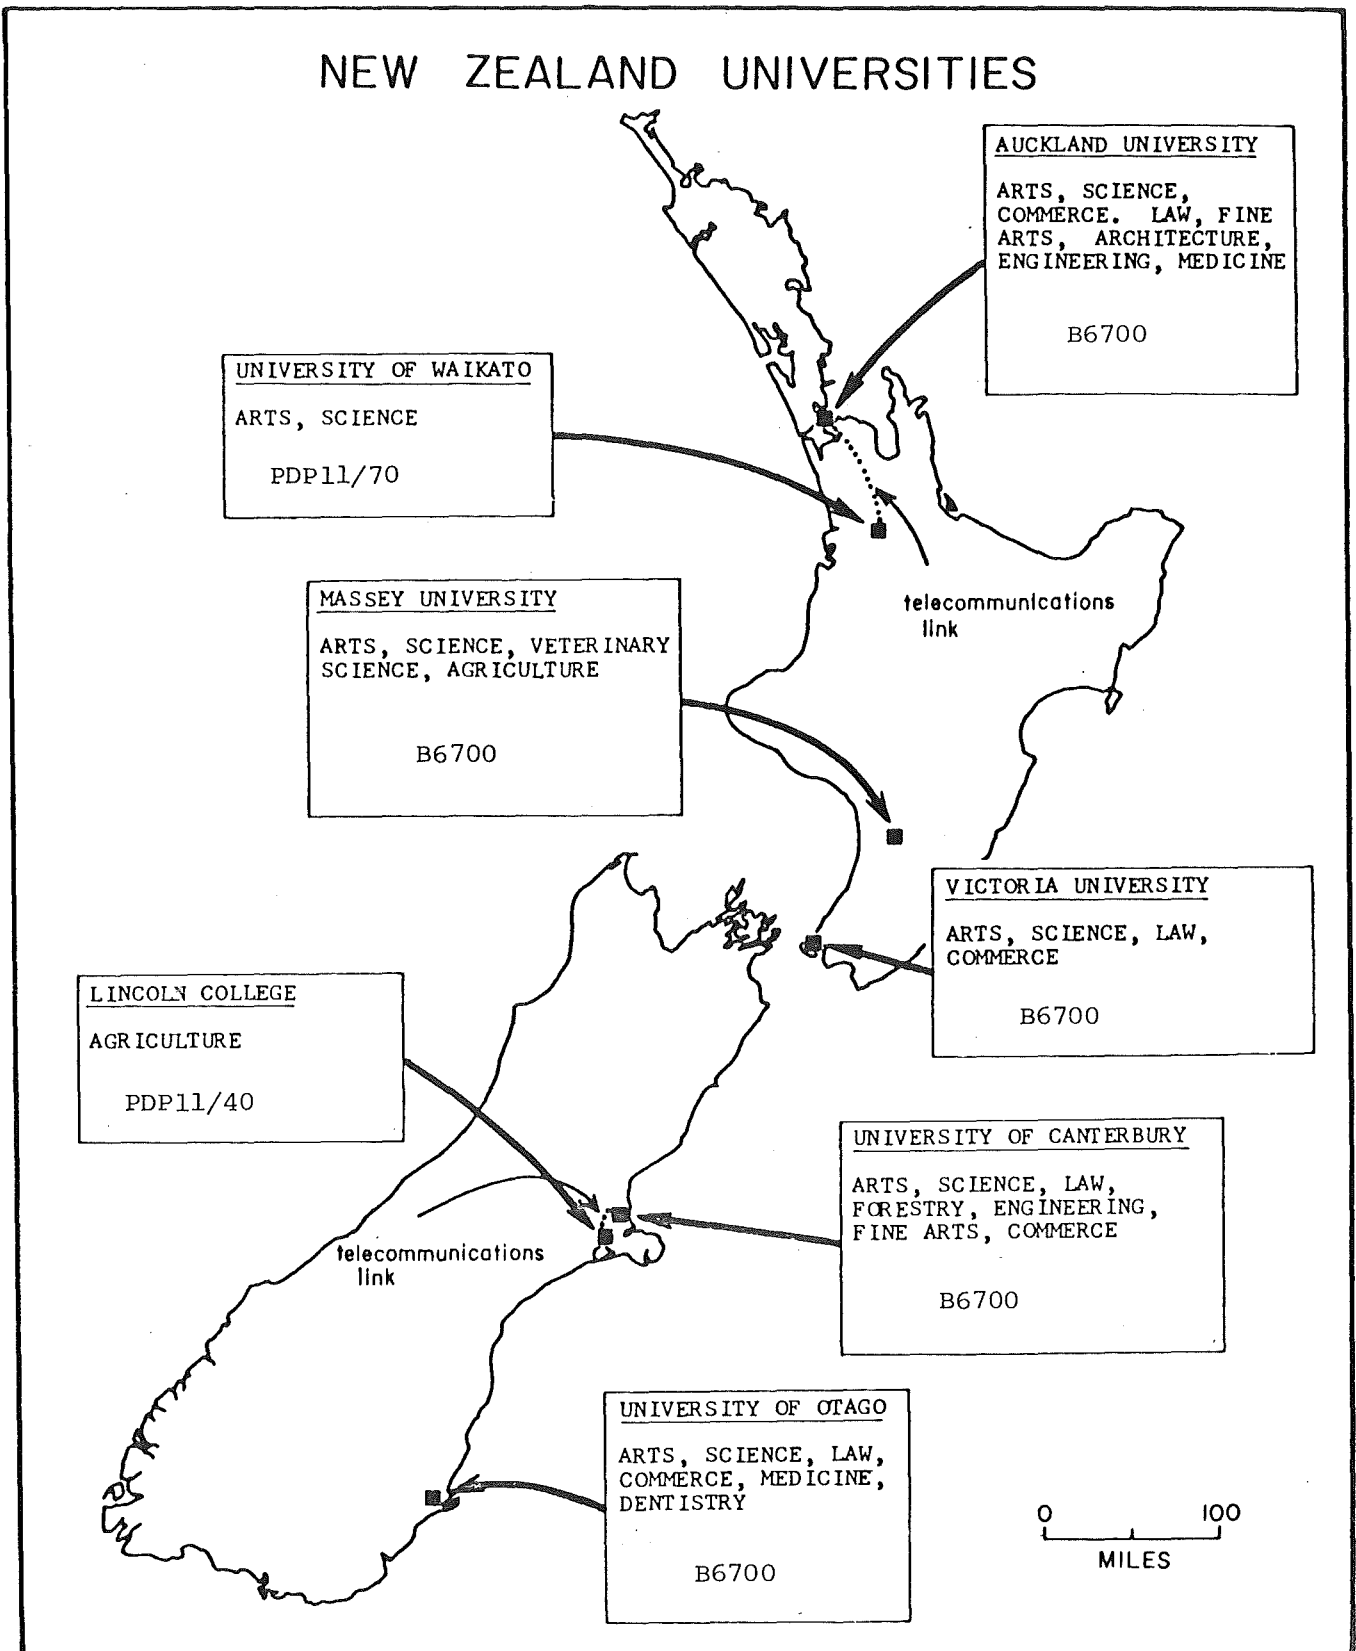 NEW ZEALAND UNIVERSITIES
AUCKLAND UNIVERSITY
ARTS, SCIENCE,
COMMERCE. LAW, FINE
ARTS, ARCHITECTURE,
ENGINEERING, MEDICINE
B6700
UNIVERSITY OF WAIKATO
ARTS, SCIENCE
PDP11/70
telecommunications
link
MASSEY UNIVERSITY
ARTS, SCIENCE, VETERINARY
SCIENCE, AGRICULTURE
B6700
VICTORIA UNIVERSITY
ARTS, SCIENCE, LAW,
COMMERCE
B6700
LINCOLN COLLEGE
AGRICULTURE
PDP11/40
UNIVERSITY OF CANTERBURY
ARTS, SCIENCE, LAW,
FORESTRY, ENGINEERING,
FINE ARTS, COMMERCE
B6700
telecommunications
link
UNIVERSITY OF OTAGO
ARTS, SCIENCE, LAW,
COMMERCE, MEDICINE,
DENTISTRY
B6700
0 100
MILES